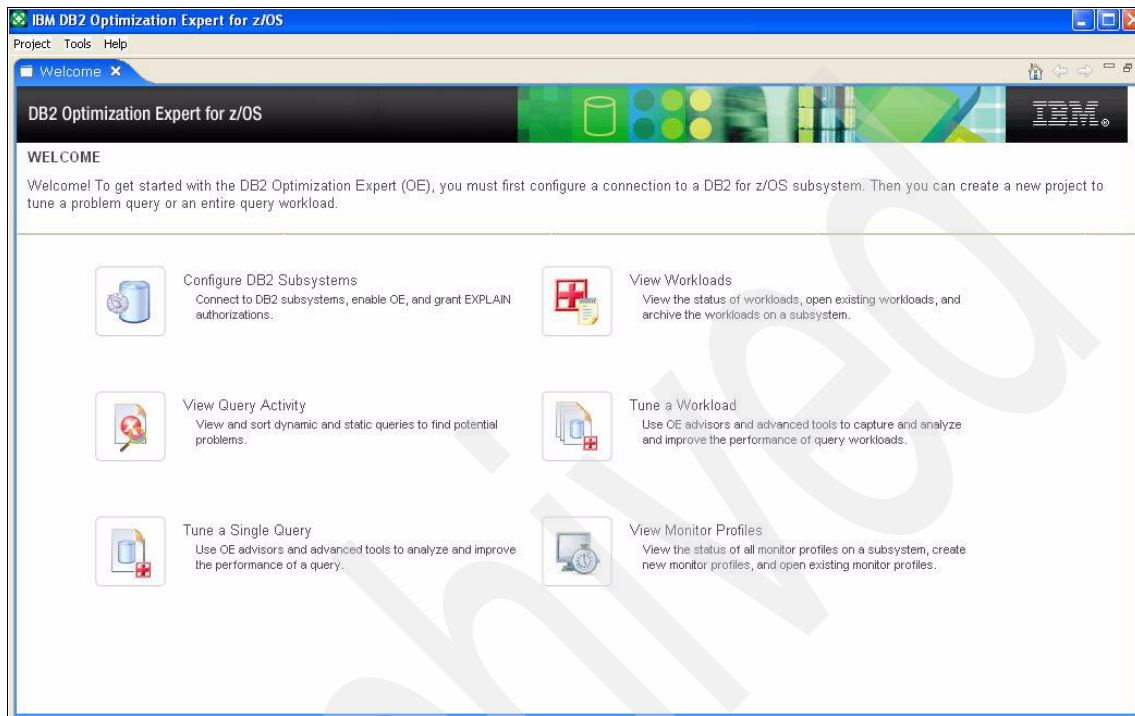 IBM DB2 Optimization Expert for z/OS
Project Tools Help
Welcome
DB2 Optimization Expert for z/OS
IBM®
WELCOME
Welcome! To get started with the DB2 Optimization Expert (OE), you must first configure a connection to a DB2 for z/OS subsystem. Then you can create a new project to
tune a problem query or an entire query workload.
Configure DB2 Subsystems
Connect to DB2 subsystems, enable OE, and grant EXPLAIN
authorizations.
View Workloads
View the status of workloads, open existing workloads, and
archive the workloads on a subsystem.
View Query Activity
View and sort dynamic and static queries to find potential
problems.
Tune a Workload
Use OE advisors and advanced tools to capture and analyze
and improve the performance of query workloads.
Tune a Single Query
Use OE advisors and advanced tools to analyze and improve
the performance of a query.
View Monitor Profiles
View the status of all monitor profiles on a subsystem, create
new monitor profiles, and open existing monitor profiles.
hived